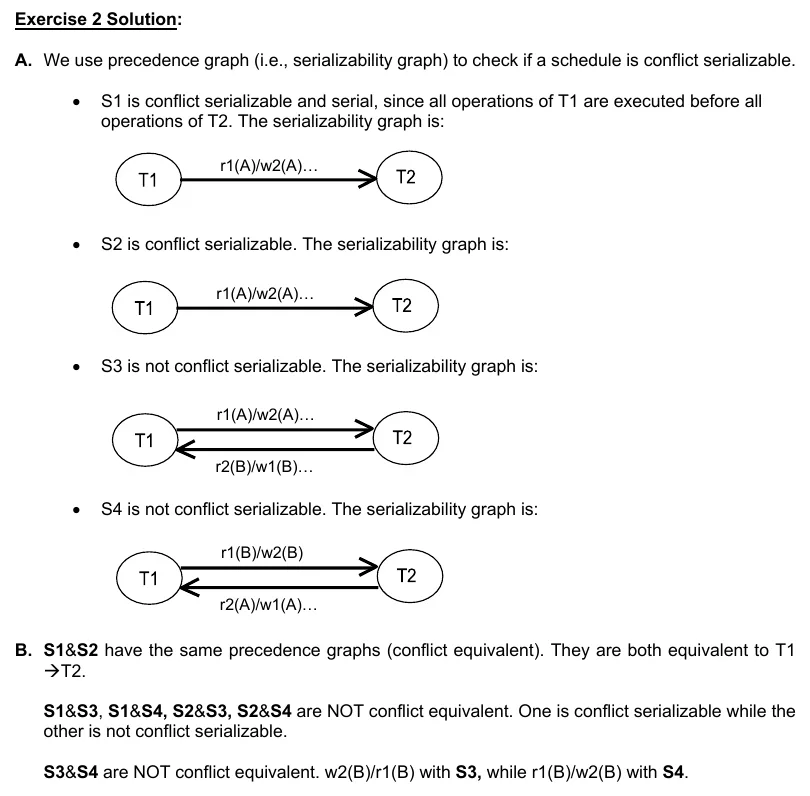 Exercise 2 Solution:
A. We use precedence graph (i.e., serializability graph) to check if a schedule is conflict serializable.
• S1 is conflict serializable and serial, since all operations of T1 are executed before all
operations of T2. The serializability graph is:
r1(A)/w2(A)…
T1
T2
• S2 is conflict serializable. The serializability graph is:
r1(A)/w2(A)…
T1
T2
• S3 is not conflict serializable. The serializability graph is:
r1(A)/w2(A)…
T1
T2
r2(B)/w1(B)…
• S4 is not conflict serializable. The serializability graph is:
r1(B)/w2(B)
T1
T2
r2(A)/w1(A)…
B. S1&S2 have the same precedence graphs (conflict equivalent). They are both equivalent to T1
→T2.
S1&S3, S1&S4, S2&S3, S2&S4 are NOT conflict equivalent. One is conflict serializable while the
other is not conflict serializable.
S3&S4 are NOT conflict equivalent. w2(B)/r1(B) with S3, while r1(B)/w2(B) with S4.